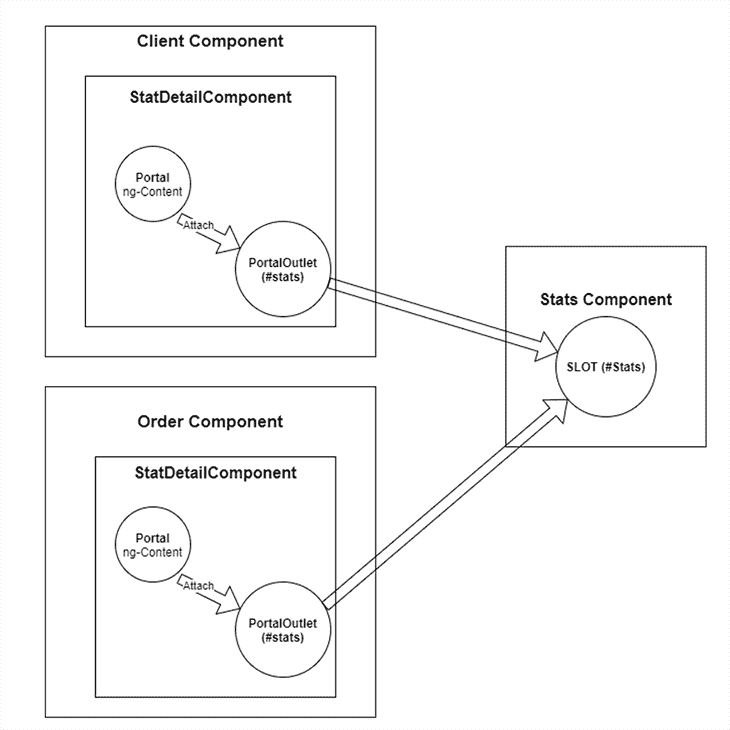 Client Component
StatDetailComponent
Portal
ng-Content
Attach
PortalOutlet
(#stats)
Stats Component
SLOT (#Stats)
Order Component
StatDetailComponent
Portal
ng-Content
Attach
PortalOutlet
(#stats)